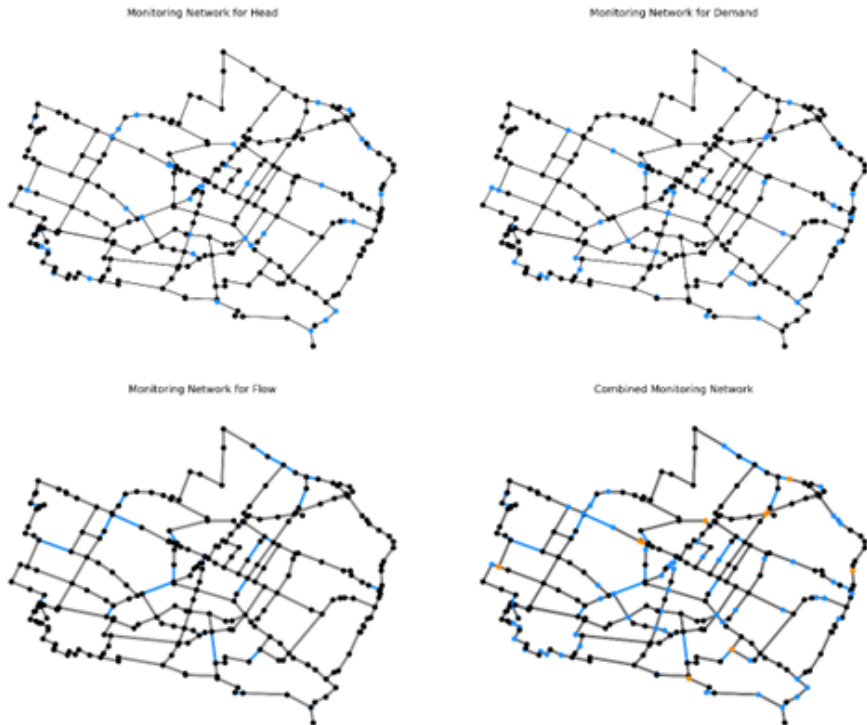 Monitoring Network for Head
Monitoring Network for Demand
Monitoring Network for Flow
Combined Monitoring Network